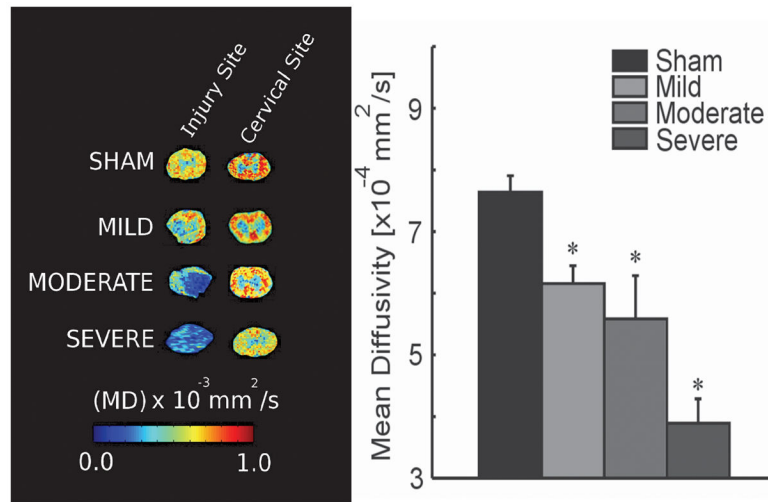 Injury Site
Cervical Site
SHAM
MILD
MODERATE
SEVERE
(MD) x 10⁻³ mm²/s
0.0 1.0
Mean Diffusivity [x10⁻⁴ mm²/s]
9
7
5
3
Sham
Mild
Moderate
Severe
*
*
*